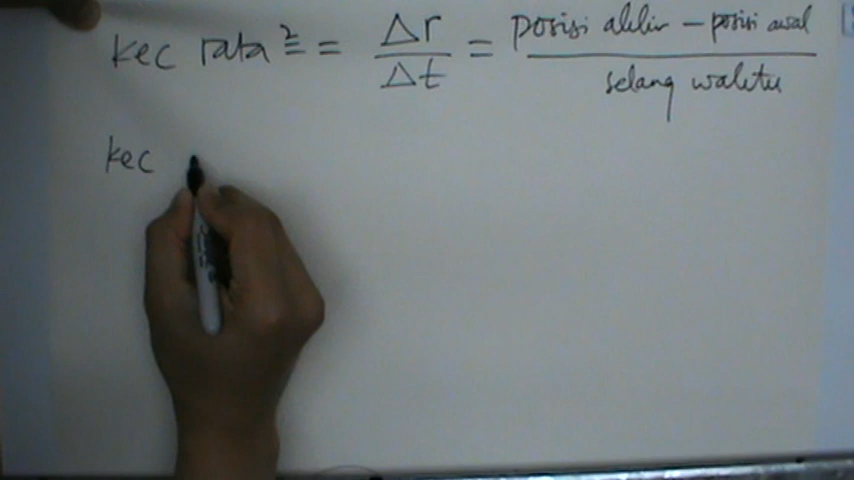 kec rata² = = Δr/Δt = posisi akhir - posisi awal / selang waktu
kec